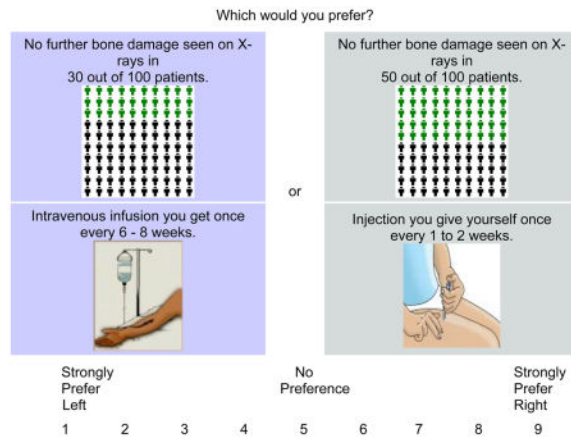 Which would you prefer?
No further bone damage seen on X-
rays in
30 out of 100 patients.
No further bone damage seen on X-
rays in
50 out of 100 patients.
or
Intravenous infusion you get once
every 6 - 8 weeks.
Injection you give yourself once
every 1 to 2 weeks.
Strongly
Prefer
Left
No
Preference
Strongly
Prefer
Right
1 2 3 4 5 6 7 8 9